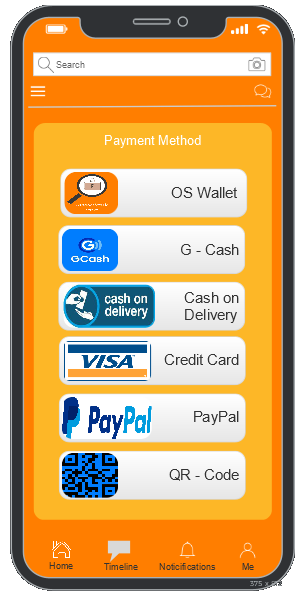 Search
Payment Method
OS Wallet
G
GCash
G - Cash
cash on
delivery
Cash on
Delivery
VISA
Credit Card
PayPal
PayPal
QR - Code
Home
Timeline
Noticifications
Me